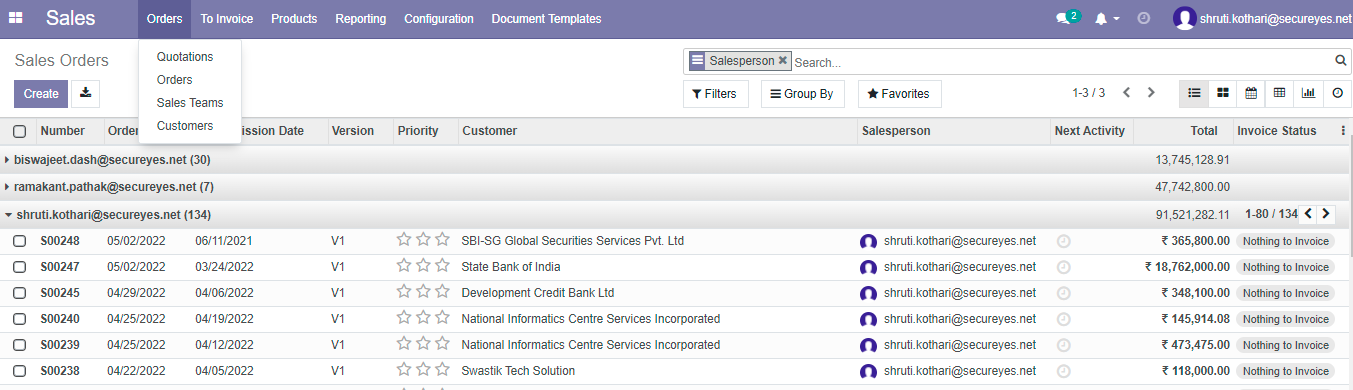 Sales Orders To Invoice Products Reporting Configuration Document Templates 2 shruti.kothari@secureyes.net
Quotations
Orders
Sales Teams
Customers
Sales Orders
Salesperson Search...
Create
Filters Group By Favorites 1-3 / 3
Number ission Date Version Priority Customer Salesperson Next Activity Total Invoice Status
biswajeet.dash@secureyes.net (30) 13,745,128.91
ramakant.pathak@secureyes.net (7) 47,742,800.00
shruti.kothari@secureyes.net (134) 91,521,282.11 1-80 / 134
S00248 05/02/2022 06/11/2021 V1 SBI-SG Global Securities Services Pvt. Ltd shruti.kothari@secureyes.net ₹ 365,800.00 Nothing to Invoice
S00247 05/02/2022 03/24/2022 V1 State Bank of India shruti.kothari@secureyes.net ₹ 18,762,000.00 Nothing to Invoice
S00245 04/29/2022 04/06/2022 V1 Development Credit Bank Ltd shruti.kothari@secureyes.net ₹ 348,100.00 Nothing to Invoice
S00240 04/25/2022 04/19/2022 V1 National Informatics Centre Services Incorporated shruti.kothari@secureyes.net ₹ 145,914.08 Nothing to Invoice
S00239 04/25/2022 04/12/2022 V1 National Informatics Centre Services Incorporated shruti.kothari@secureyes.net ₹ 473,475.00 Nothing to Invoice
S00238 04/22/2022 04/05/2022 V1 Swastik Tech Solution shruti.kothari@secureyes.net ₹ 118,000.00 Nothing to Invoice